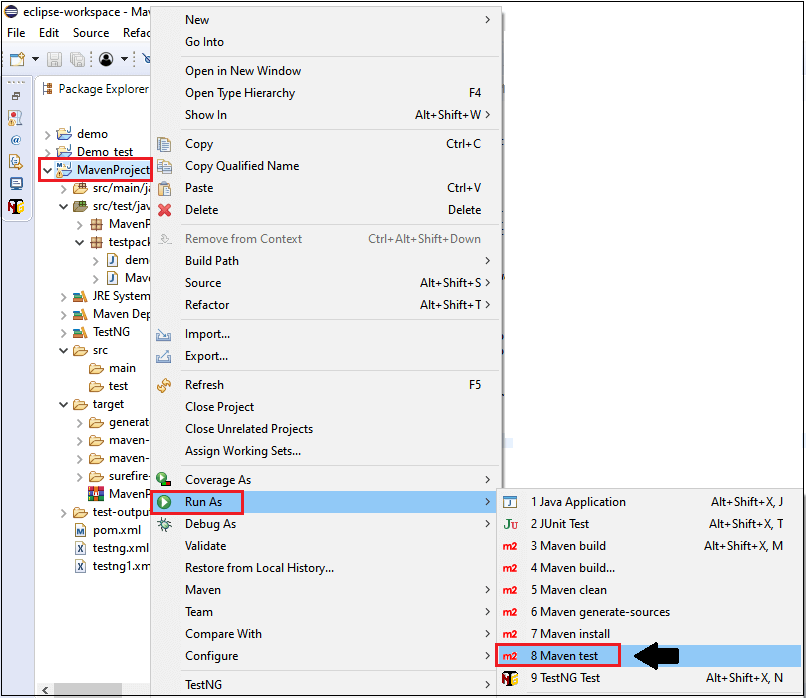 eclipse-workspace - Mav
File Edit Source Refac
Package Explorer
demo
Demo_test
MavenProject
src/main/ja
src/test/jav
MavenP
testpack
demo
Mave
JRE System
Maven Dep
TestNG
src
main
test
target
generat
maven-
maven-
surefire-
MavenP
test-outpu
pom.xml
testng.xml
testng1.xm
New
Go Into
Open in New Window
Open Type Hierarchy F4
Show In Alt+Shift+W
Copy Ctrl+C
Copy Qualified Name
Paste Ctrl+V
Delete Delete
Remove from Context Ctrl+Alt+Shift+Down
Build Path
Source Alt+Shift+S
Refactor Alt+Shift+T
Import...
Export...
Refresh F5
Close Project
Close Unrelated Projects
Assign Working Sets...
Coverage As
Run As
Debug As
Validate
Restore from Local History...
Maven
Team
Compare With
Configure
TestNG
1 Java Application Alt+Shift+X, J
2 JUnit Test Alt+Shift+X, T
3 Maven build Alt+Shift+X, M
4 Maven build...
5 Maven clean
6 Maven generate-sources
7 Maven install
8 Maven test
9 TestNG Test Alt+Shift+X, N